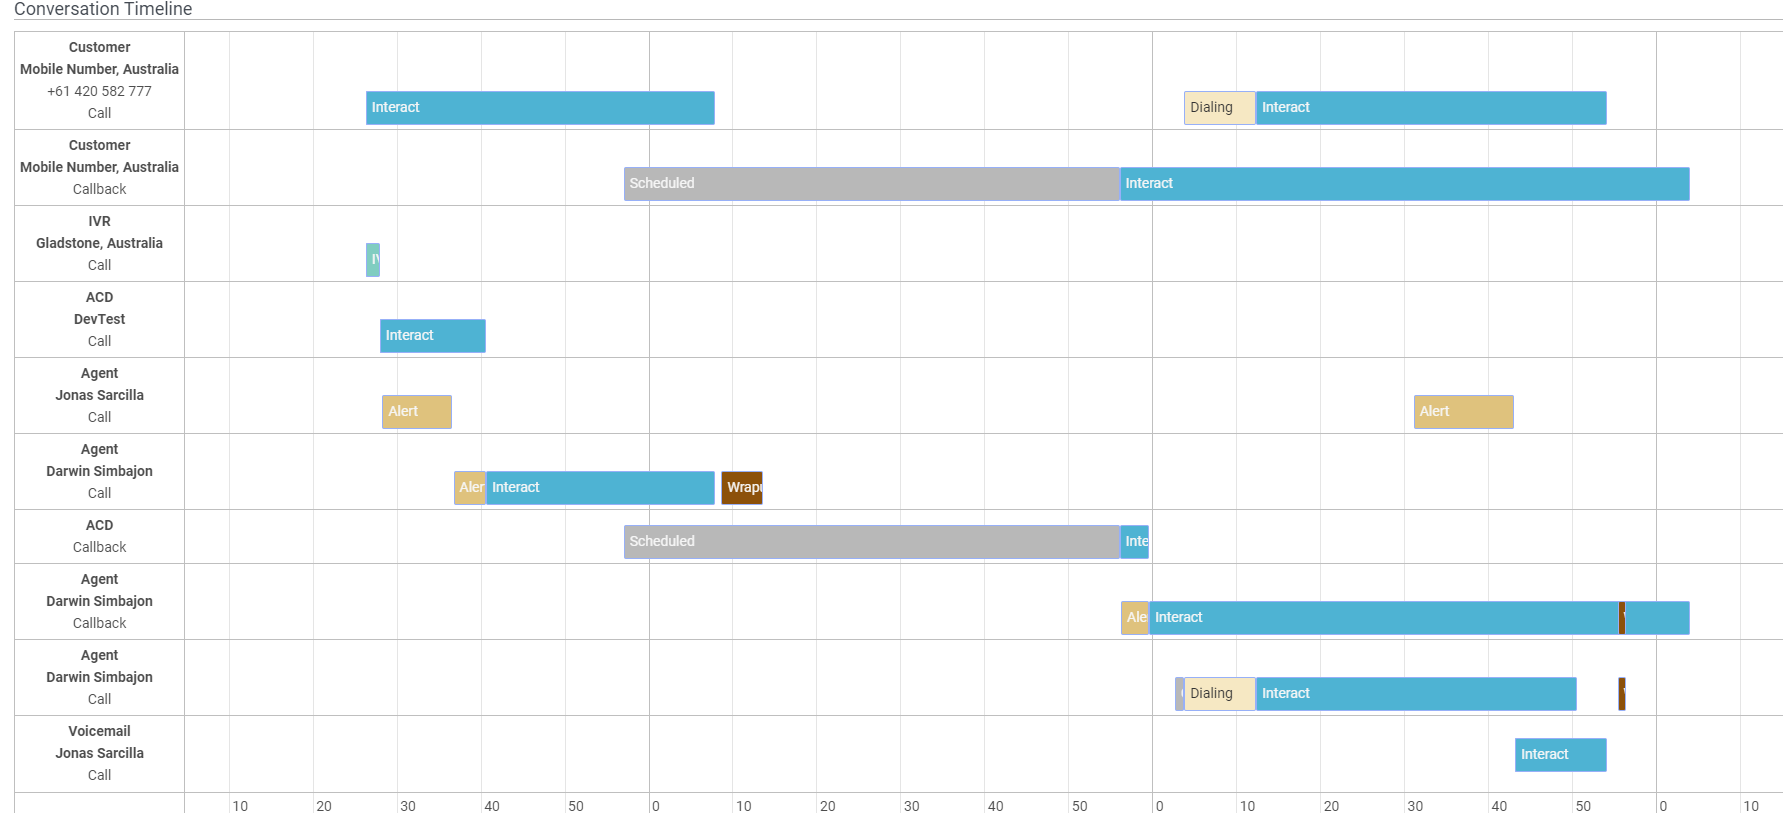 Conversation Timeline
Customer
Mobile Number, Australia
+61 420 582 777
Call
Interact
Dialing
Interact
Customer
Mobile Number, Australia
Callback
Scheduled
Interact
IVR
Gladstone, Australia
Call
ACD
DevTest
Call
Interact
Agent
Jonas Sarcilla
Call
Alert
Alert
Agent
Darwin Simbajon
Call
Aler
Interact
Wrap
ACD
Callback
Scheduled
Inte
Agent
Darwin Simbajon
Callback
Ale
Interact
Agent
Darwin Simbajon
Call
Dialing
Interact
Voicemail
Jonas Sarcilla
Call
Interact
10 20 30 40 50 0 10 20 30 40 50 0 10 20 30 40 50 0 10